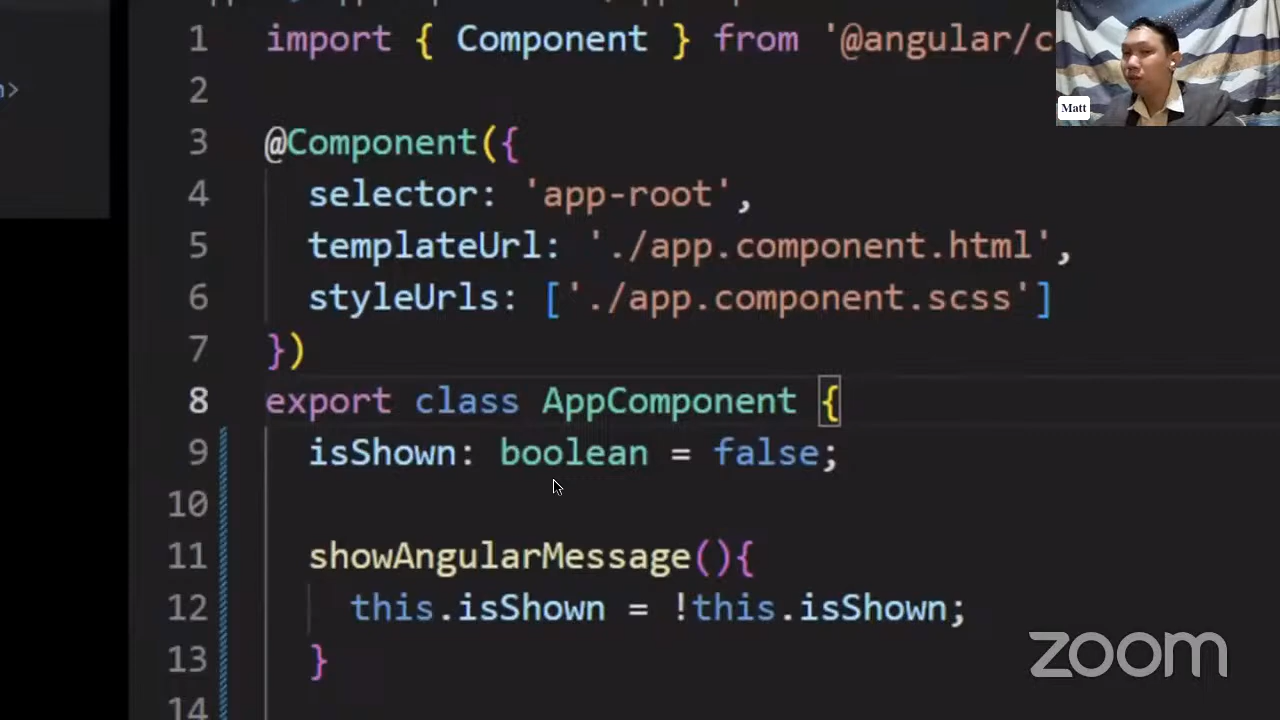 >
1 import { Component } from '@angular/c
2
3 @Component({
4 selector: 'app-root',
5 templateUrl: './app.component.html',
6 styleUrls: ['./app.component.scss']
7 })
8 export class AppComponent {
9 isShown: boolean = false;
10
11 showAngularMessage(){
12 this.isShown = !this.isShown;
13 }
14
Matt
zoom